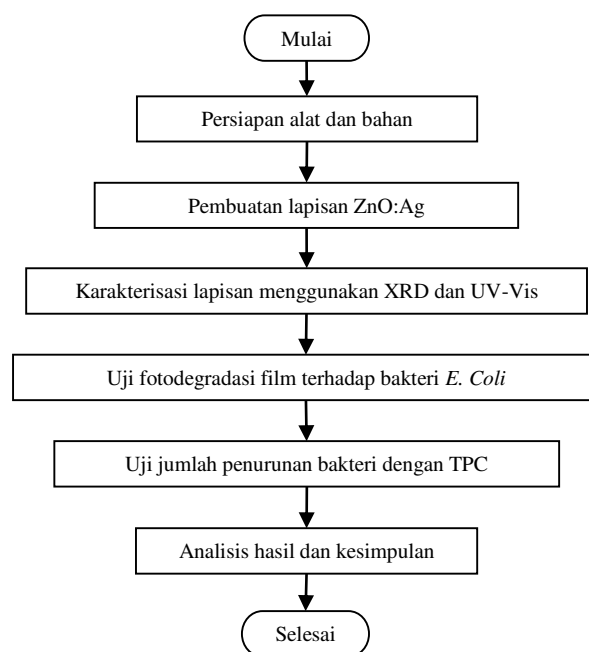 Mulai
Persiapan alat dan bahan
Pembuatan lapisan ZnO:Ag
Karakterisasi lapisan menggunakan XRD dan UV-Vis
Uji fotodegradasi film terhadap bakteri E. Coli
Uji jumlah penurunan bakteri dengan TPC
Analisis hasil dan kesimpulan
Selesai